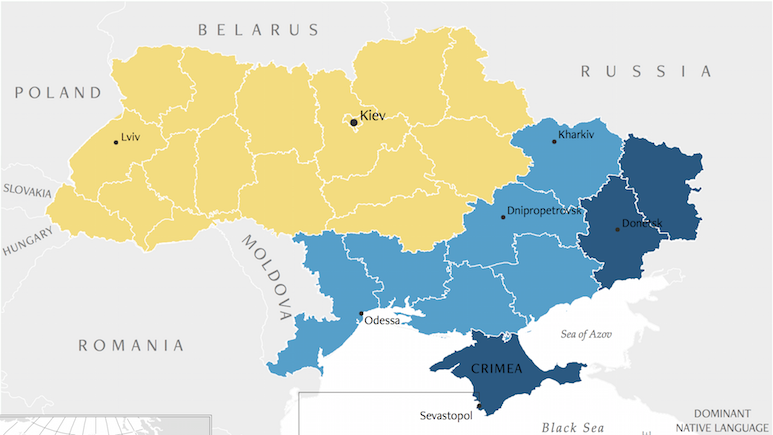 BELARUS
RUSSIA
POLAND
Kiev
Lviv
Kharkiv
SLOVAKIA
Dnipropetrovsk
Donetsk
HUNGARY
MOLDOVA
Odessa
Sea of Azov
ROMANIA
CRIMEA
Sevastopol
Black Sea
DOMINANT
NATIVE LANGUAGE